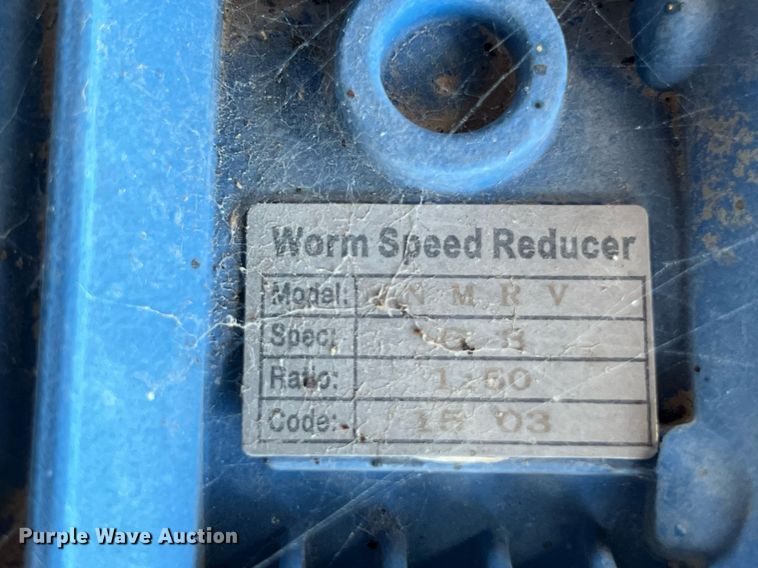 Worm Speed Reducer
Model: N M R V
Spec:
Ratio: 1:50
Code: 15 03
Purple Wave Auction